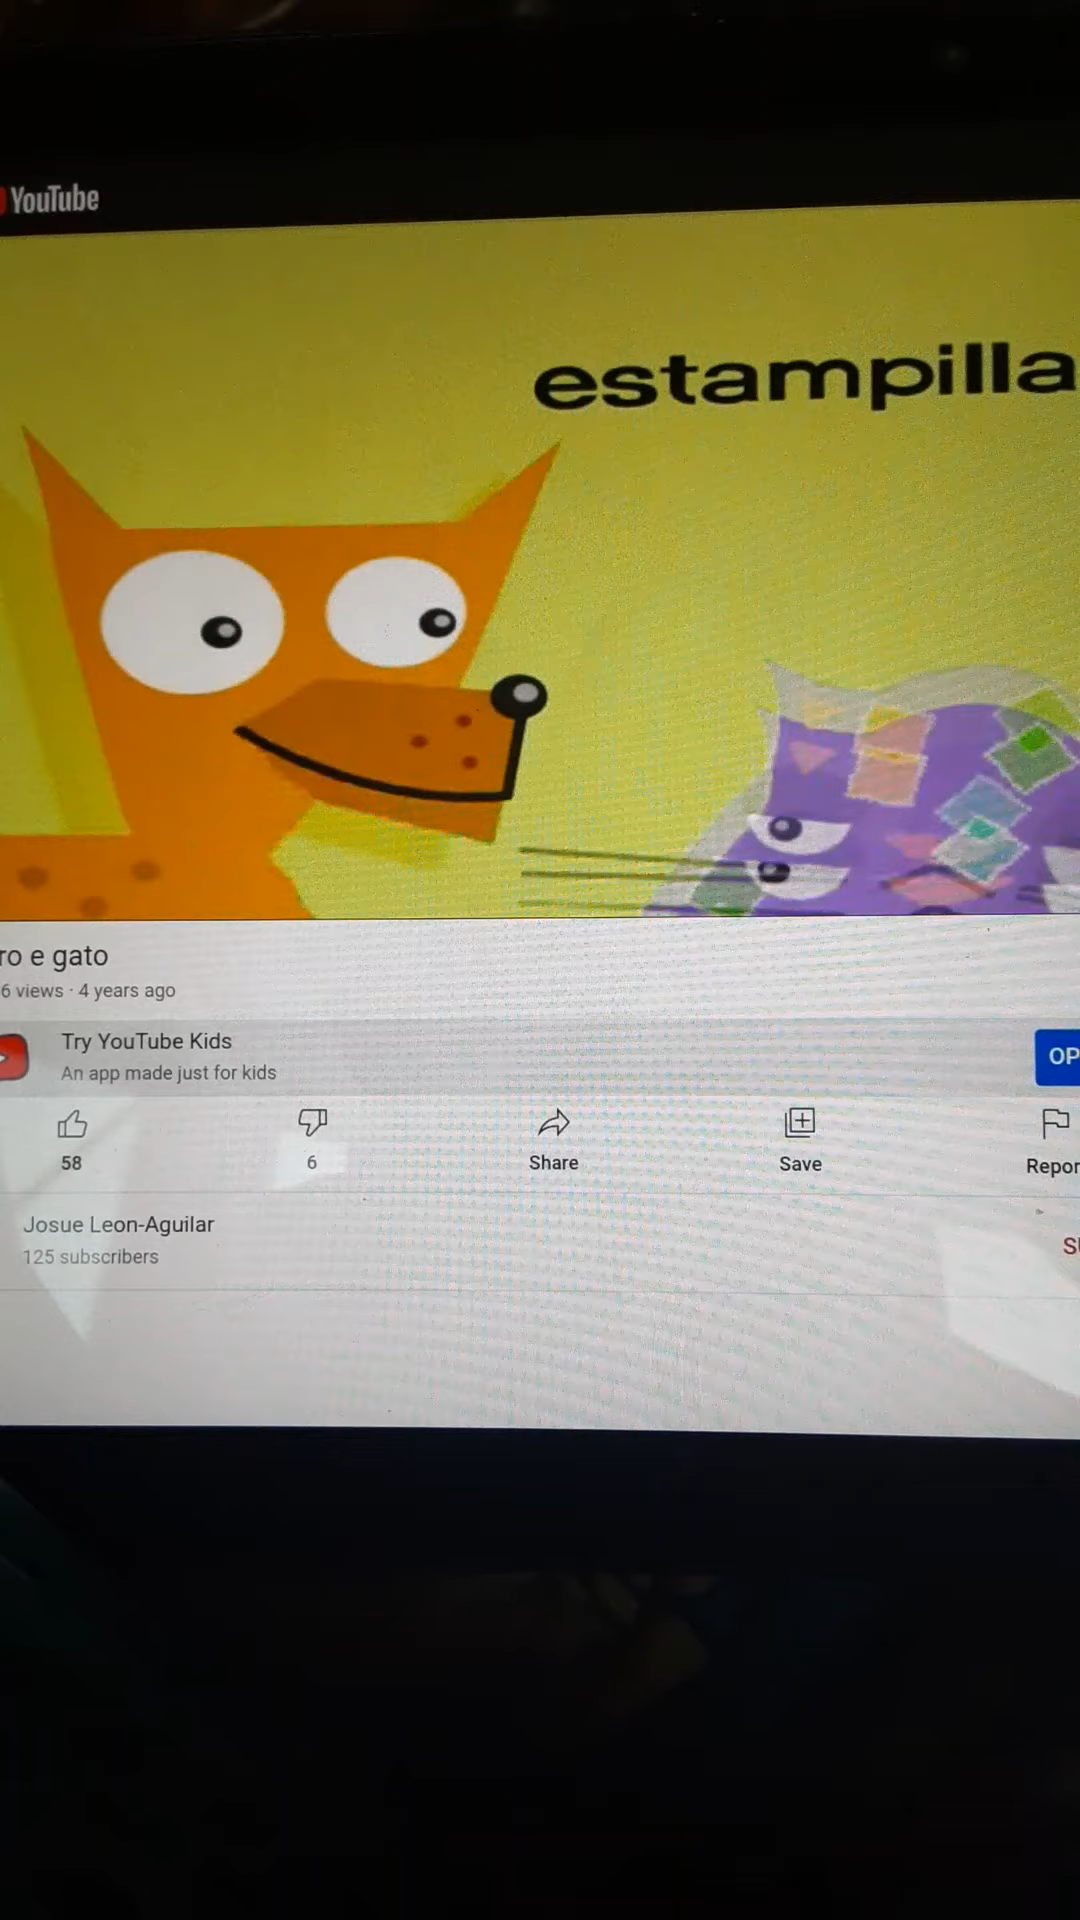 YouTube
estampilla
ro e gato
6 views · 4 years ago
Try YouTube Kids
An app made just for kids
OP
58
6
Share
Save
Repor
Josue Leon-Aguilar
125 subscribers